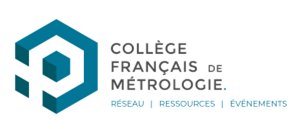 COLLÈGE
FRANÇAIS DE
MÉTROLOGIE.
RÉSEAU | RESSOURCES | ÉVÉNEMENTS